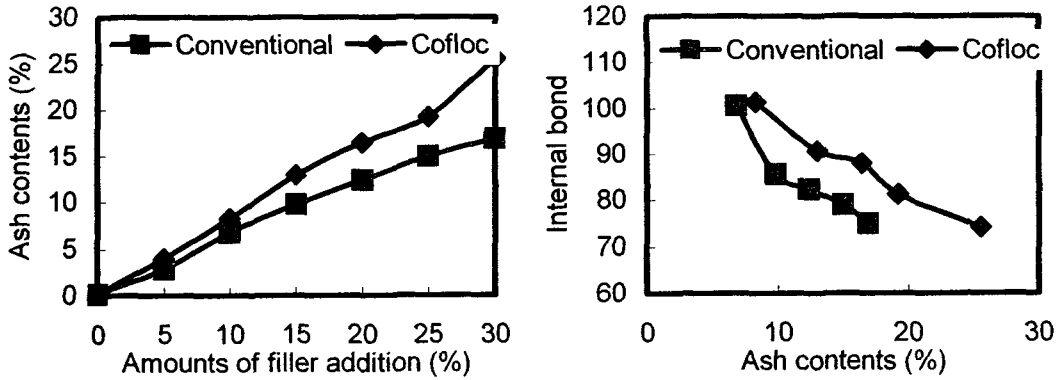 Ash contents (%)
30
25
20
15
10
5
0
Conventional
Cofloc
0 5 10 15 20 25 30
Amounts of filler addition (%)
Internal bond
120
110
100
90
80
70
60
Conventional
Cofloc
0 10 20 30
Ash contents (%)